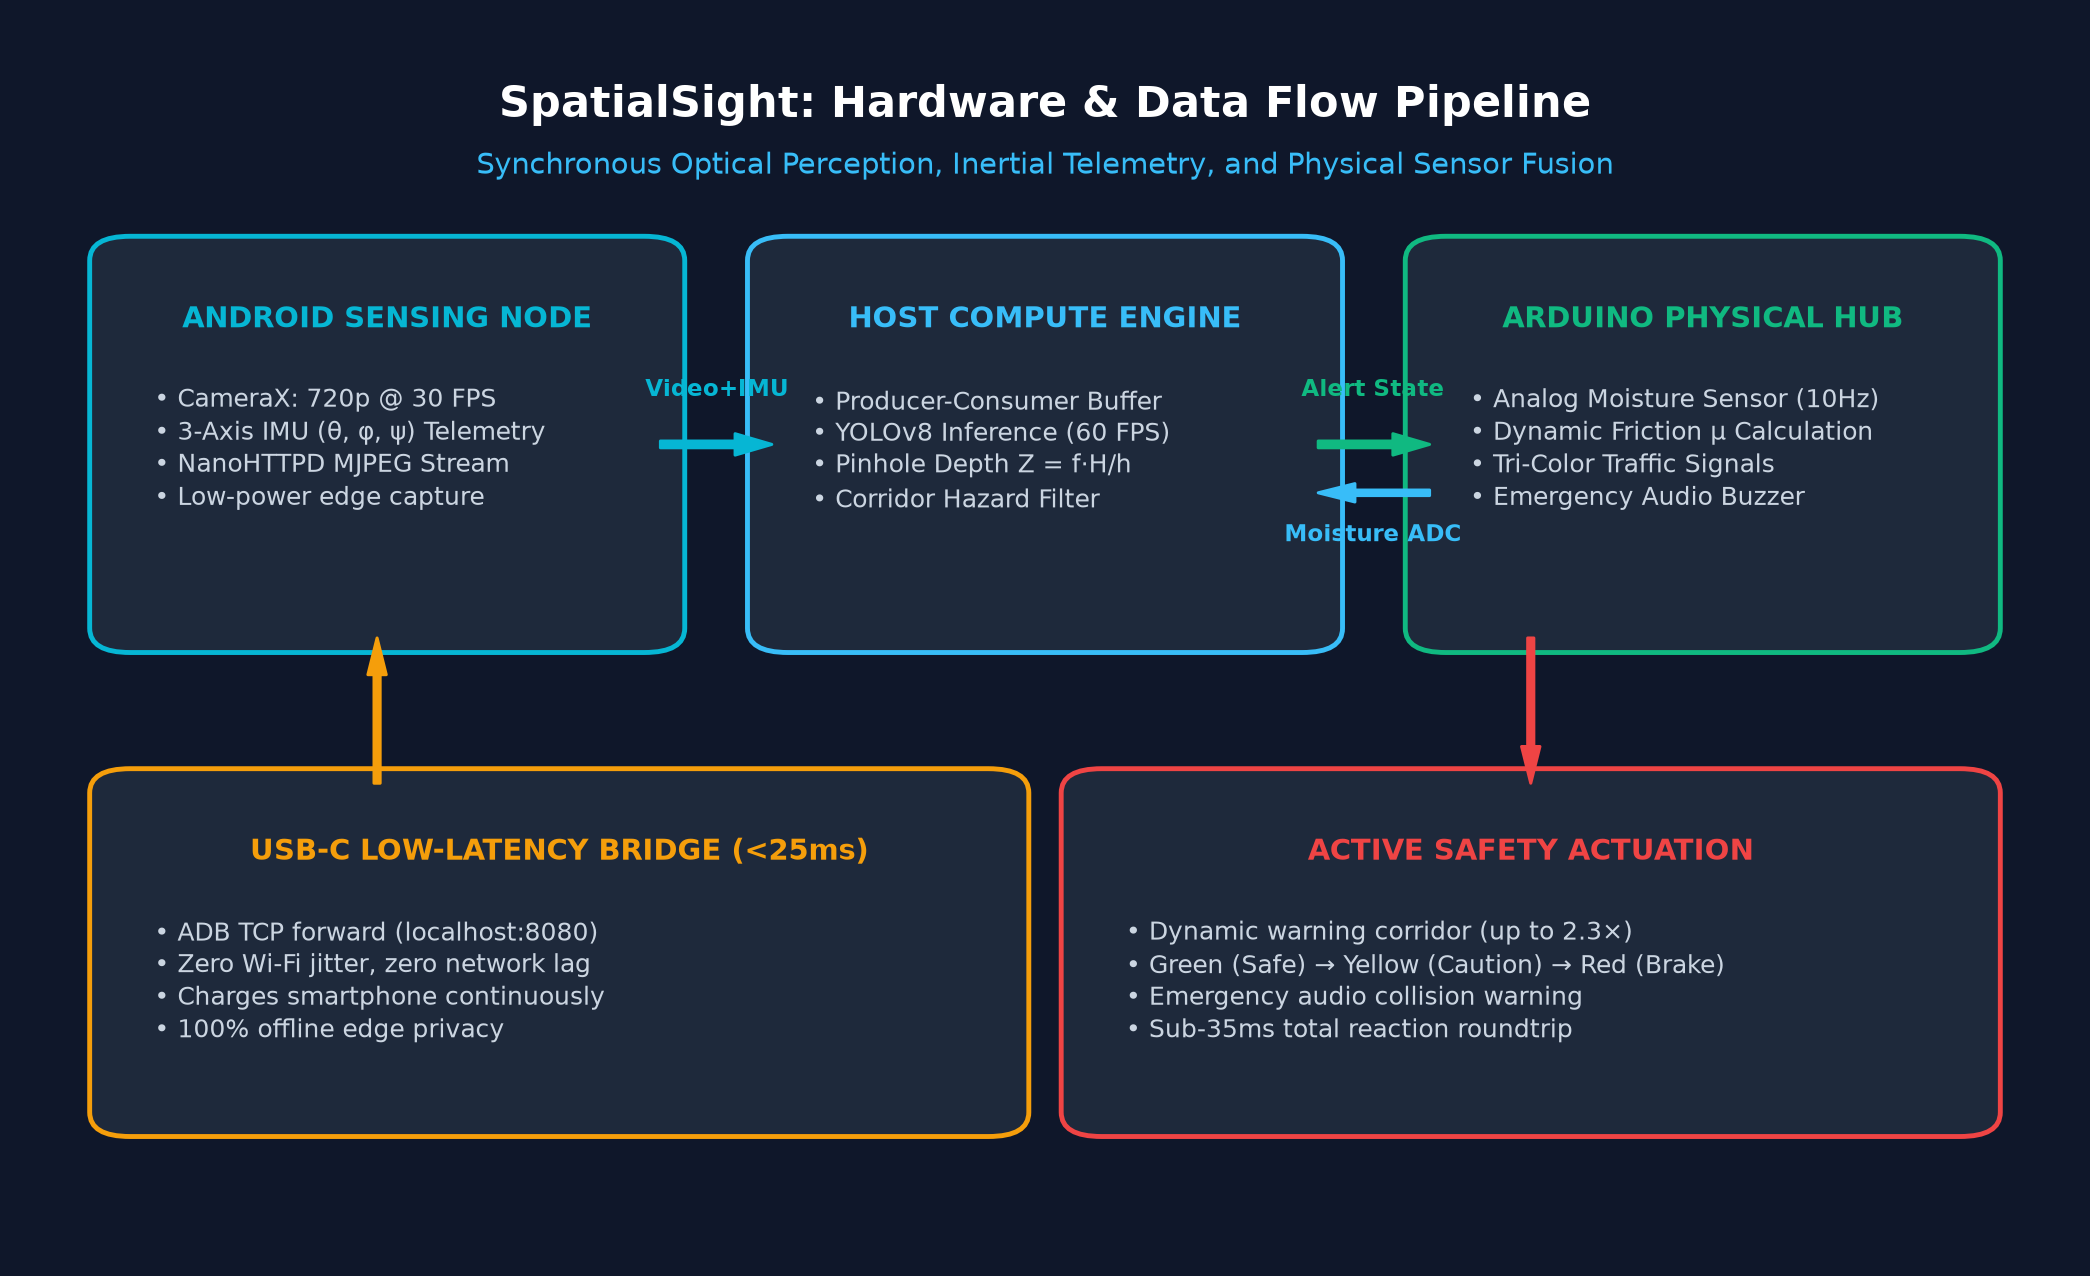 SpatialSight: Hardware & Data Flow Pipeline
Synchronous Optical Perception, Inertial Telemetry, and Physical Sensor Fusion
ANDROID SENSING NODE
• CameraX: 720p @ 30 FPS
• 3-Axis IMU (θ, φ, ψ) Telemetry
• NanoHTTPD MJPEG Stream
• Low-power edge capture
Video+IMU
HOST COMPUTE ENGINE
• Producer-Consumer Buffer
• YOLOv8 Inference (60 FPS)
• Pinhole Depth Z = f·H/h
• Corridor Hazard Filter
Alert State
Moisture ADC
ARDUINO PHYSICAL HUB
• Analog Moisture Sensor (10Hz)
• Dynamic Friction μ Calculation
• Tri-Color Traffic Signals
• Emergency Audio Buzzer
USB-C LOW-LATENCY BRIDGE (<25ms)
• ADB TCP forward (localhost:8080)
• Zero Wi-Fi jitter, zero network lag
• Charges smartphone continuously
• 100% offline edge privacy
ACTIVE SAFETY ACTUATION
• Dynamic warning corridor (up to 2.3×)
• Green (Safe) → Yellow (Caution) → Red (Brake)
• Emergency audio collision warning
• Sub-35ms total reaction roundtrip